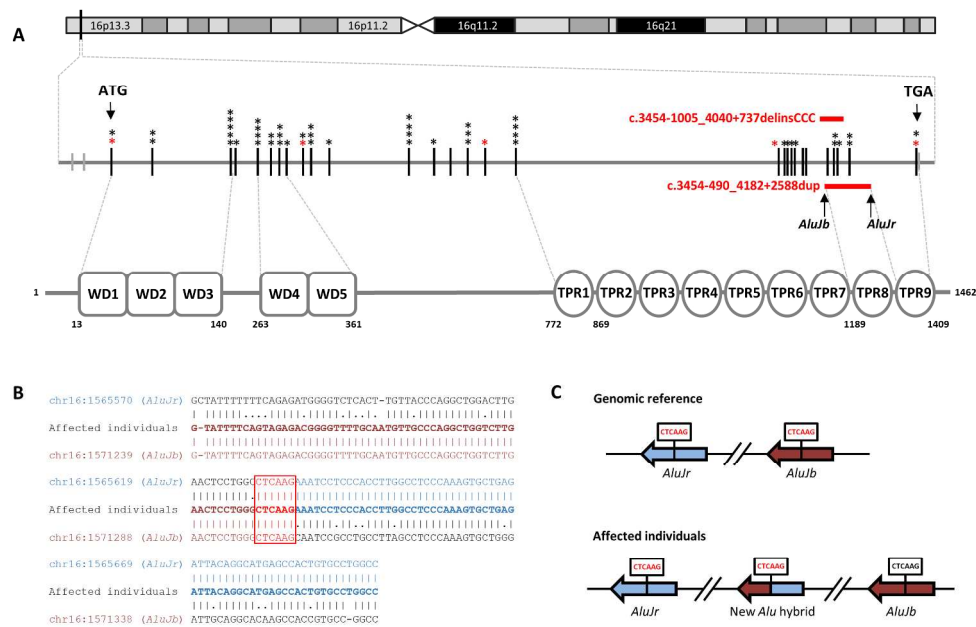 16p13.3 16p11.2 16q11.2 16q21
A
ATG TGA
c.3454-1005_4040+737delinsCCC
c.3454-490_4182+2588dup
AluJb AluJr
1 WD1 WD2 WD3 WD4 WD5 TPR1 TPR2 TPR3 TPR4 TPR5 TPR6 TPR7 TPR8 TPR9 1462
13 140 263 361 772 869 1189 1409
B
chr16:1565570 (AluJr) GCTATTTTTTTCAGAGATGGGGTCTCACT-TGTTACCCAGGCTGGACTTG
Affected individuals G-TATTTTCAGTAGAGACGGGGTTTTGCAATGTTGCCCAGGCTGGTCTTG
chr16:1571239 (AluJb) G-TATTTTCAGTAGAGACGGGGTTTTGCAATGTTGCCCAGGCTGGTCTTG
chr16:1565619 (AluJr) AACTCCTGGCCTCAAGAAATCCTCCCACCTTGGCCTCCCAAAGTGCTGAG
Affected individuals AACTCCTGGGCTCAAGAAATCCTCCCACCTTGGCCTCCCAAAGTGCTGAG
chr16:1571288 (AluJb) AACTCCTGGGCTCAAGCAATCCGCCTGCCTTAGCCTCCCAAAGTGCTGGG
chr16:1565669 (AluJr) ATTACAGGCATGAGCCACTGTGCCTGGCC
Affected individuals ATTACAGGCATGAGCCACTGTGCCTGGCC
chr16:1571338 (AluJb) ATTGCAGGCACAAGCCACCGTGCC-GGCC
C
Genomic reference
CTCAAG CTCAAG
AluJr AluJb
Affected individuals
CTCAAG CTCAAG CTCAAG
AluJr New Alu hybrid AluJb